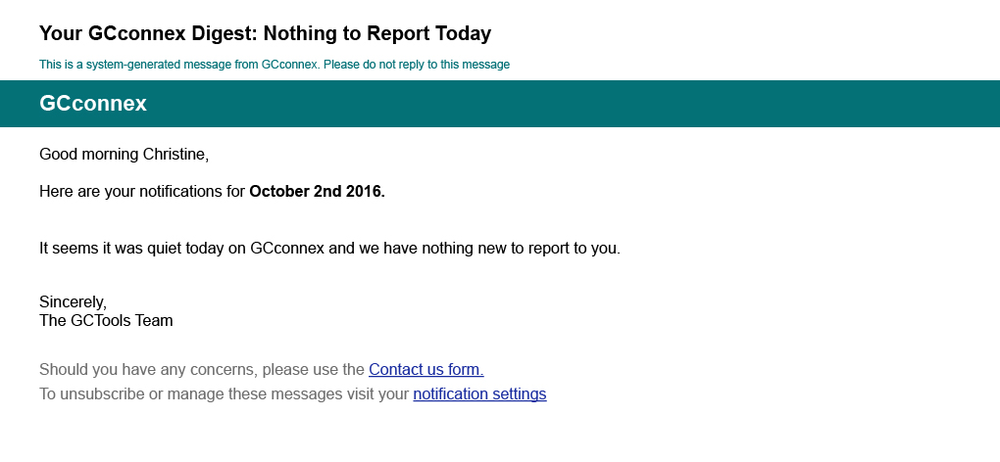 Your GCconnex Digest: Nothing to Report Today
This is a system-generated message from GCconnex. Please do not reply to this message
GCconnex
Good morning Christine,
Here are your notifications for October 2nd 2016.
It seems it was quiet today on GCconnex and we have nothing new to report to you.
Sincerely,
The GCTools Team
Should you have any concerns, please use the Contact us form.
To unsubscribe or manage these messages visit your notification settings